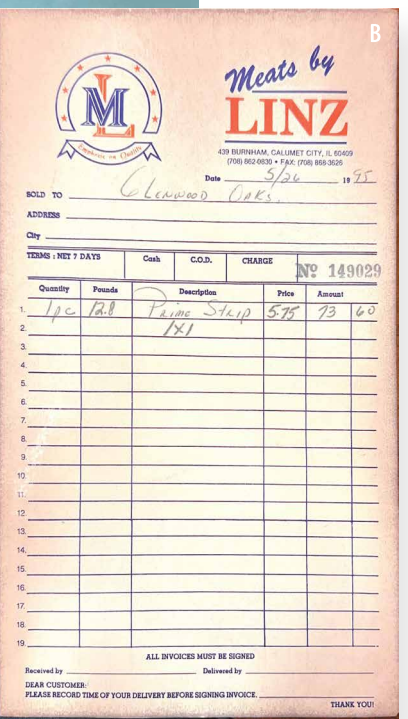 B
ML
Emphasis on Quality
Meats by
LINZ
439 BURNHAM, CALUMET CITY, IL 60409
(708) 862-0830 • FAX: (708) 868-3626
Date 5/26 1995
SOLD TO GLENWOOD OAKS
ADDRESS
City
TERMS : NET 7 DAYS Cash C.O.D. CHARGE
Nº 149029
Quantity Pounds Description Price Amount
1. 1pc 12.8 Prime Strip 5.75 73 60
2. 1X1
3.
4.
5.
6.
7.
8.
9.
10.
11.
12.
13.
14.
15.
16.
17.
18.
19.
ALL INVOICES MUST BE SIGNED
Received by Delivered by
DEAR CUSTOMER:
PLEASE RECORD TIME OF YOUR DELIVERY BEFORE SIGNING INVOICE.
THANK YOU!